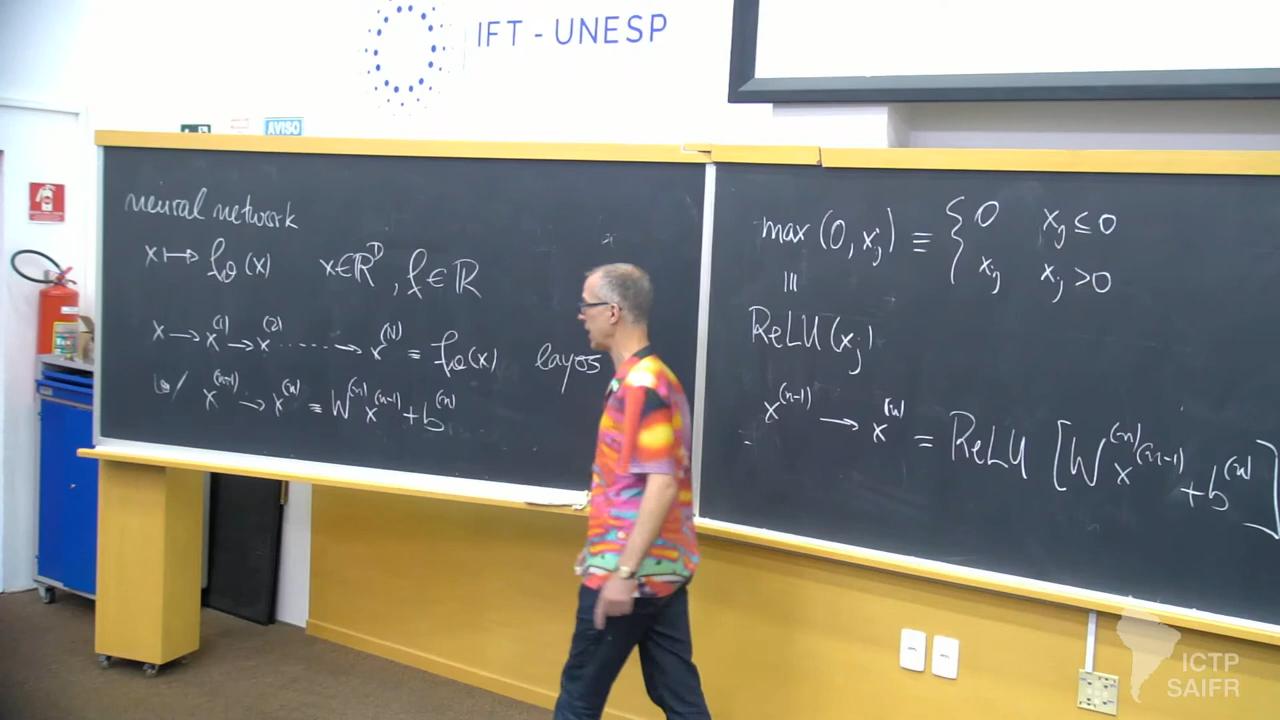 IFT - UNESP
AVISO
neural network
x ↦ f_θ(x) x∈ℝ^D, f∈ℝ
x → x^(1) → x^(2) ...... → x^(N) = f_θ(x) layos
w/ x^(n-1) → x^(n) = W^(n) x^(n-1) + b^(n)
max (0, x_j) ≡ { 0 x_j ≤ 0
x_j x_j > 0
ReLU (x_j)
x^(n-1) → x^(n) = ReLU [W^(n) x^(n-1) + b^(n)]
ICTP
SAIFR